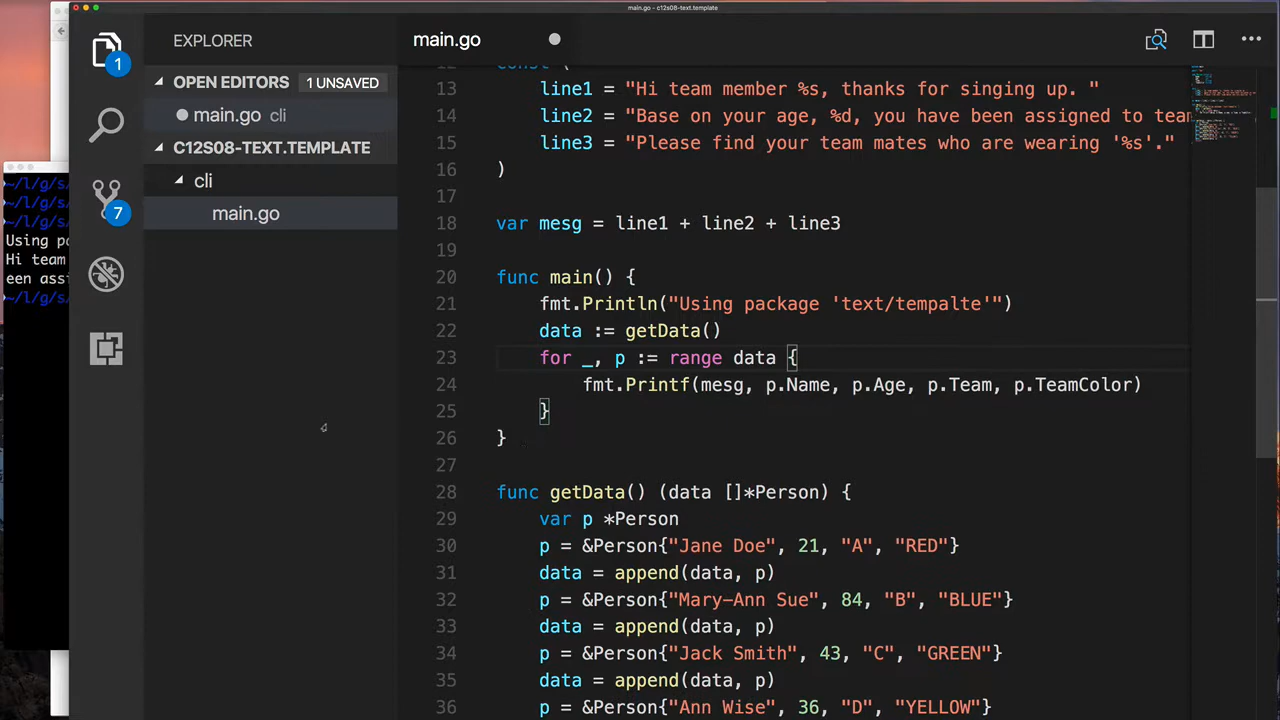 main.go - c12s08-text.template
EXPLORER
main.go
OPEN EDITORS 1 UNSAVED
main.go cli
C12S08-TEXT.TEMPLATE
cli
main.go
1
7
~/l/g/s/
~/l/g/s/
~/l/g/s/
Using pa
Hi team
een assi
~/l/g/s/
12 const (
13 line1 = "Hi team member %s, thanks for singing up. "
14 line2 = "Base on your age, %d, you have been assigned to team
15 line3 = "Please find your team mates who are wearing '%s'."
16 )
17
18 var mesg = line1 + line2 + line3
19
20 func main() {
21 fmt.Println("Using package 'text/tempalte'")
22 data := getData()
23 for _, p := range data {
24 fmt.Printf(mesg, p.Name, p.Age, p.Team, p.TeamColor)
25 }
26 }
27
28 func getData() (data []*Person) {
29 var p *Person
30 p = &Person{"Jane Doe", 21, "A", "RED"}
31 data = append(data, p)
32 p = &Person{"Mary-Ann Sue", 84, "B", "BLUE"}
33 data = append(data, p)
34 p = &Person{"Jack Smith", 43, "C", "GREEN"}
35 data = append(data, p)
36 p = &Person{"Ann Wise", 36, "D", "YELLOW"}